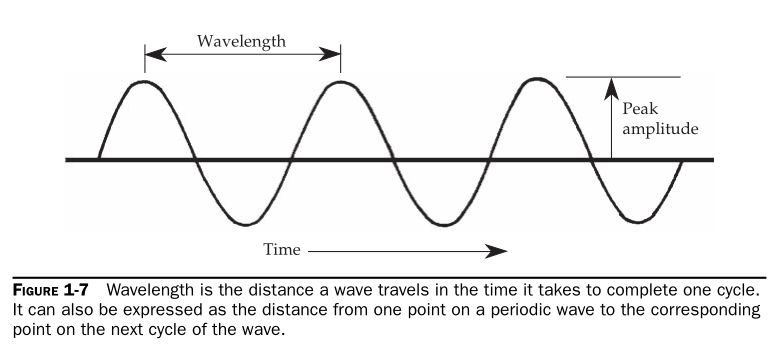 Wavelength
Peak
amplitude
Time
FIGURE 1-7 Wavelength is the distance a wave travels in the time it takes to complete one cycle.
It can also be expressed as the distance from one point on a periodic wave to the corresponding
point on the next cycle of the wave.